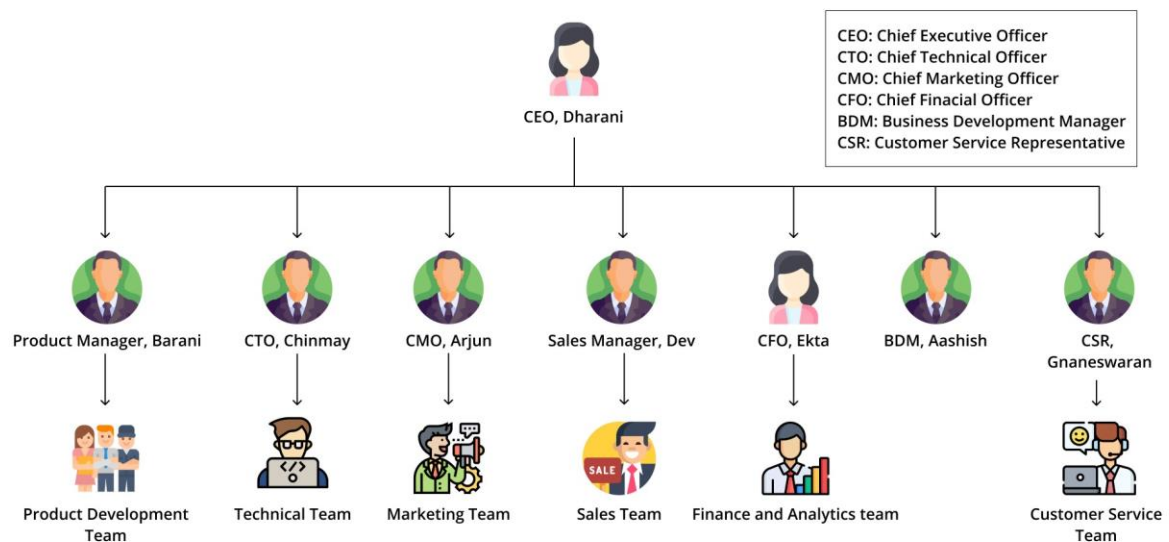 CEO: Chief Executive Officer
CTO: Chief Technical Officer
CMO: Chief Marketing Officer
CFO: Chief Finacial Officer
BDM: Business Development Manager
CSR: Customer Service Representative
CEO, Dharani
Product Manager, Barani
CTO, Chinmay
CMO, Arjun
Sales Manager, Dev
CFO, Ekta
BDM, Aashish
CSR,
Gnaneswaran
SALE
Product Development
Team
Technical Team
Marketing Team
Sales Team
Finance and Analytics team
Customer Service
Team